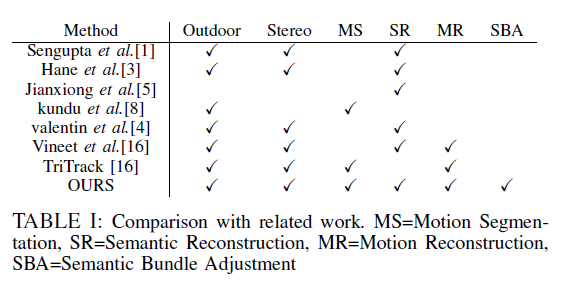 Method Outdoor Stereo MS SR MR SBA
Sengupta et al.[1] ✓ ✓ ✓
Hane et al.[3] ✓ ✓ ✓
Jianxiong et al.[5] ✓
kundu et al.[8] ✓ ✓
valentin et al.[4] ✓ ✓ ✓
Vineet et al.[16] ✓ ✓ ✓ ✓
TriTrack [16] ✓ ✓ ✓ ✓
OURS ✓ ✓ ✓ ✓ ✓ ✓
TABLE I: Comparison with related work. MS=Motion Segmen-
tation, SR=Semantic Reconstruction, MR=Motion Reconstruction,
SBA=Semantic Bundle Adjustment